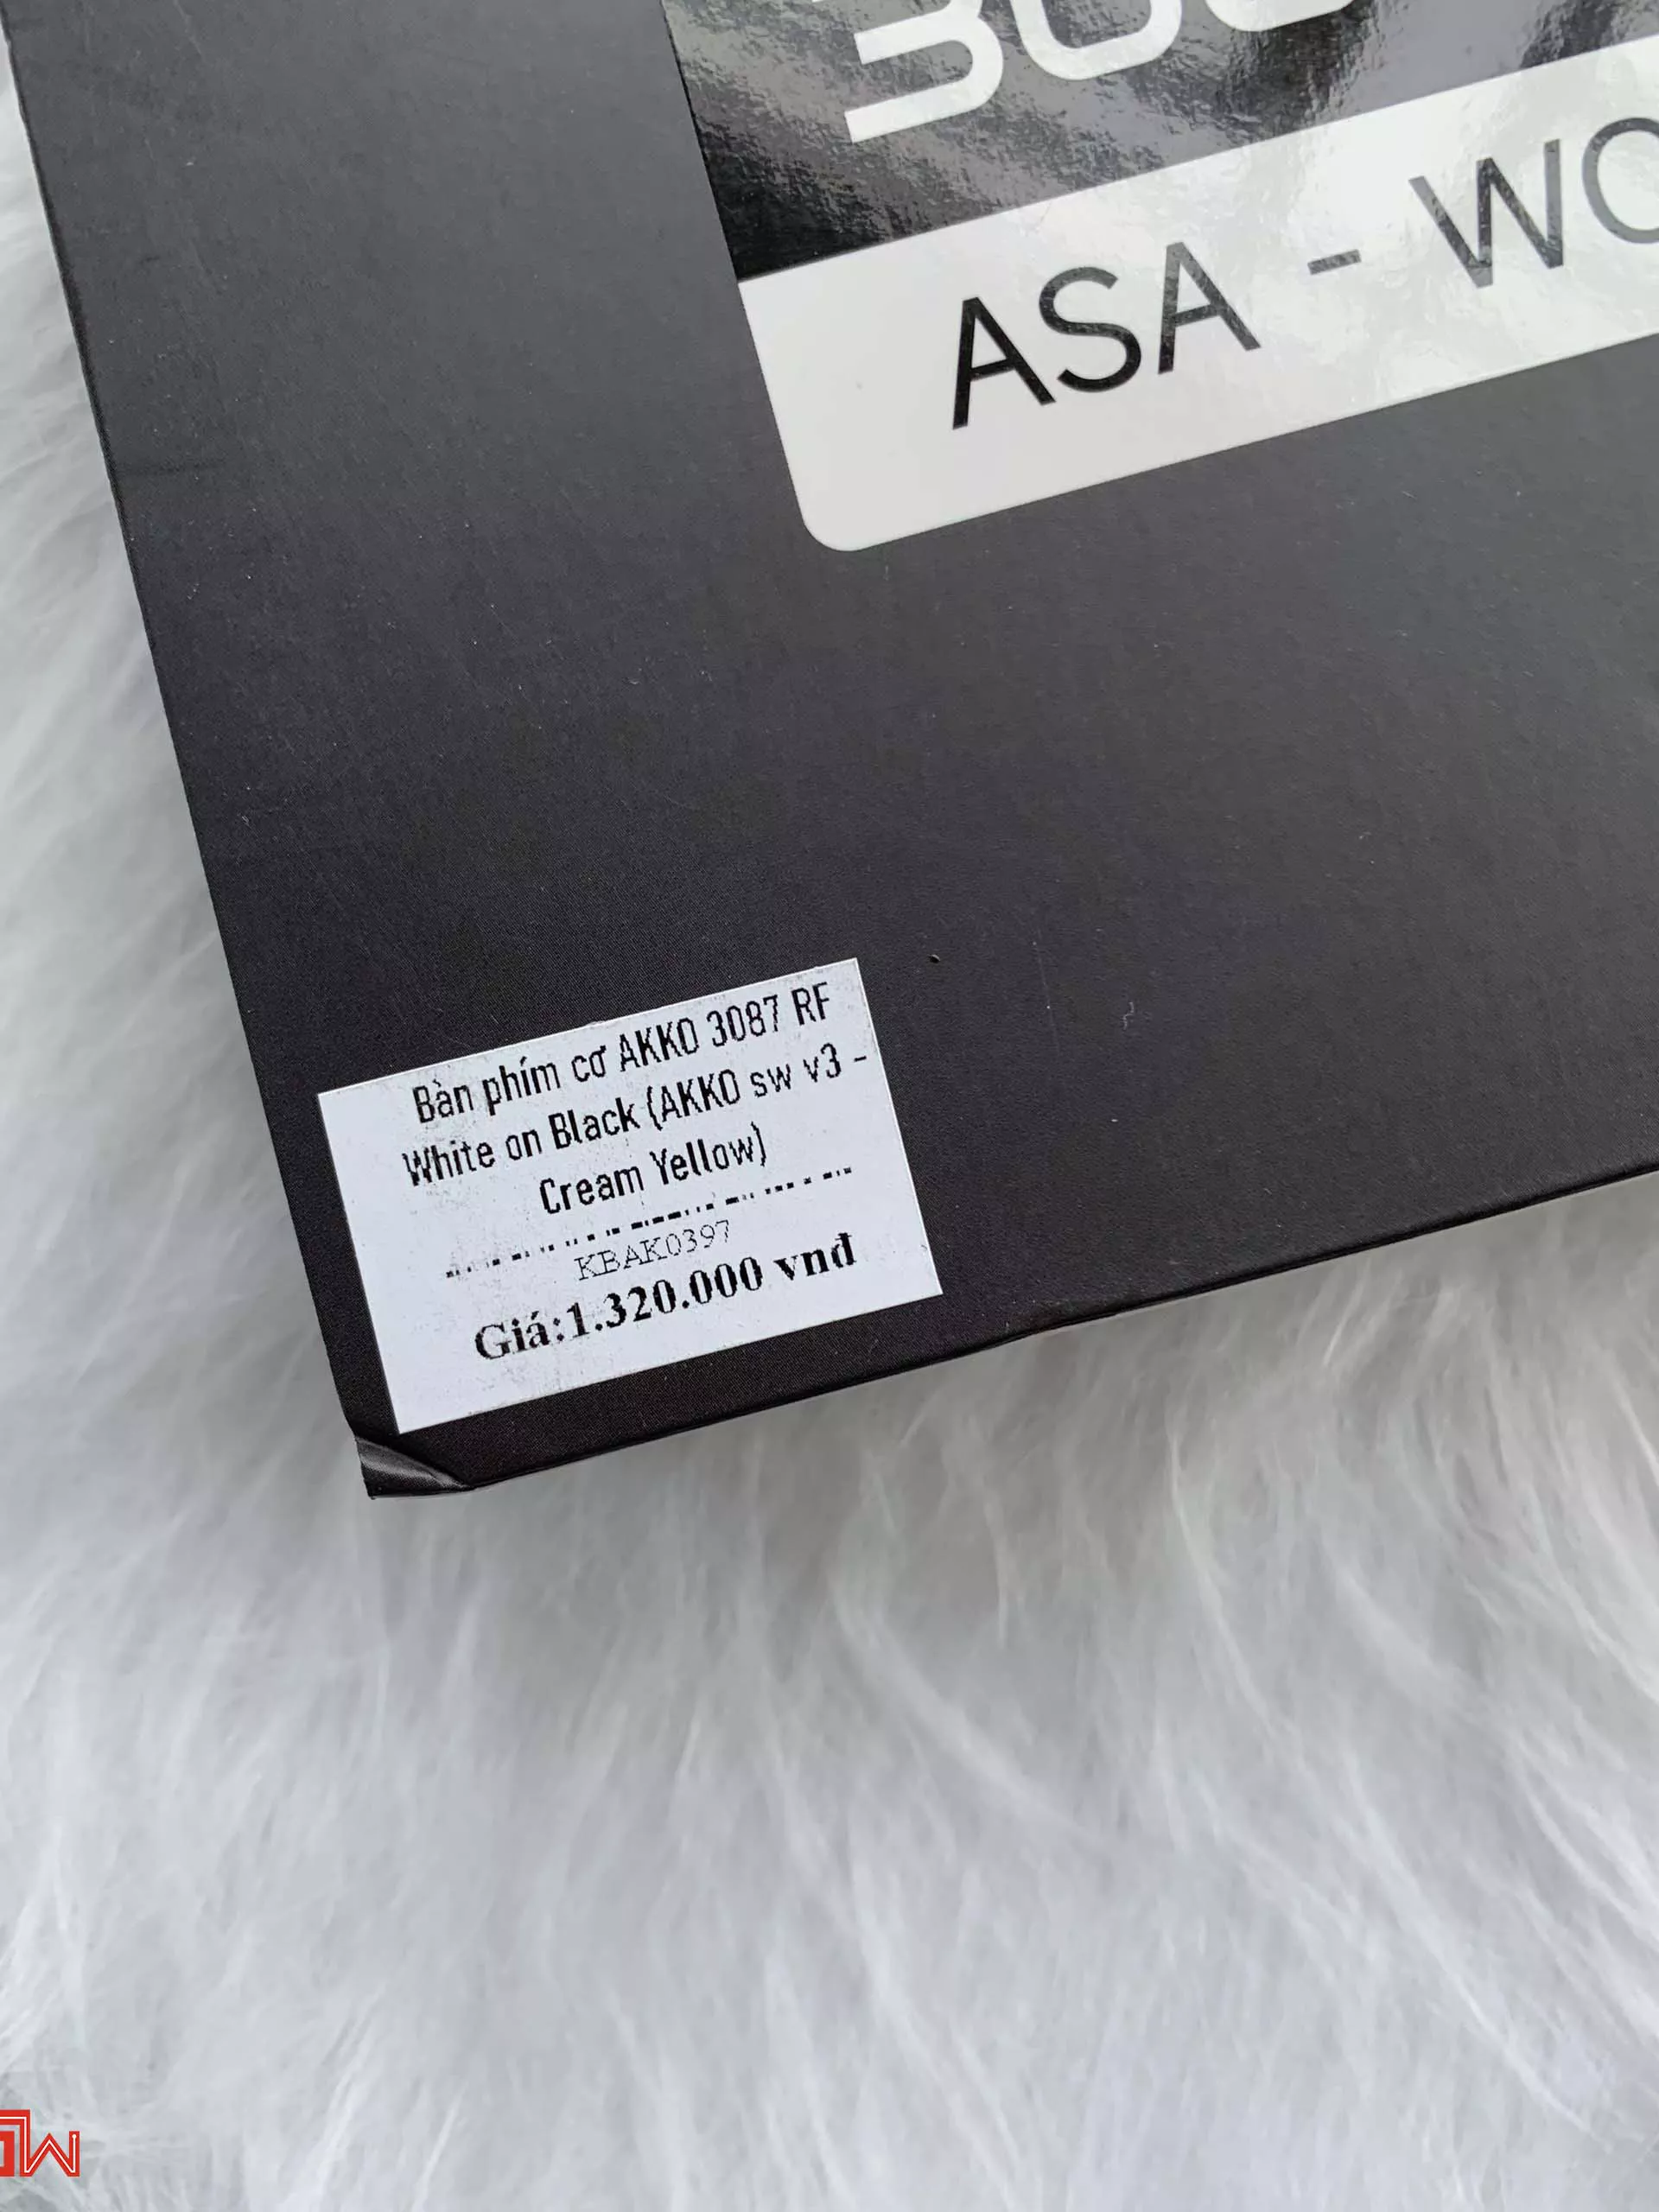 ASA -
Bàn phím cơ AKKO 3087 RF
White on Black (AKKO sw v3 -
Cream Yellow)
KBAK0397
Giá:1.320.000 vnđ